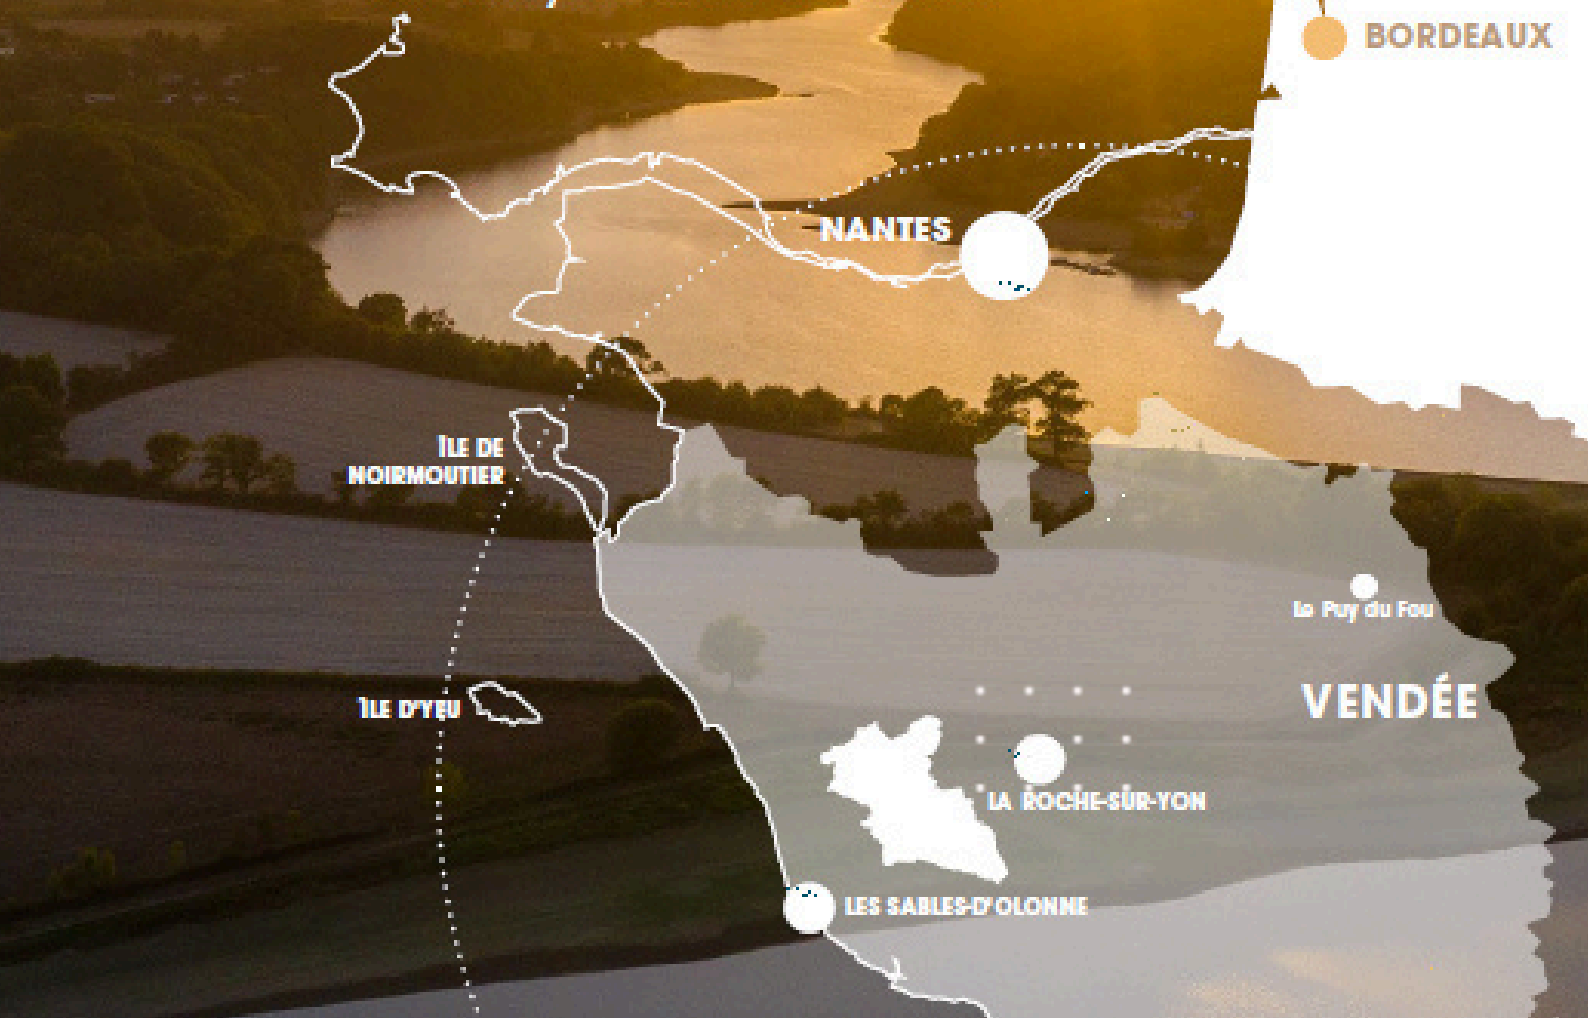 BORDEAUX
NANTES
ÎLE DE
NOIRMOUTIER
Le Puy du Fou
VENDÉE
ÎLE D'YEU
LA ROCHE-SUR-YON
LES SABLES-D'OLONNE